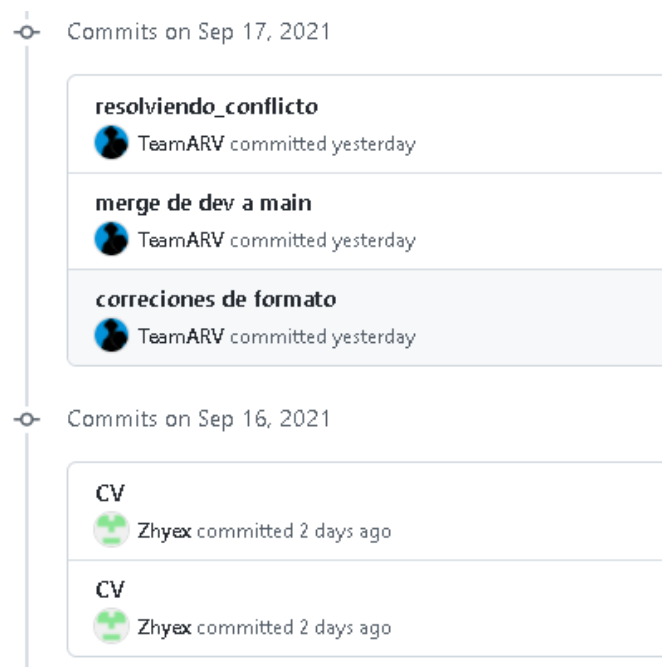 Commits on Sep 17, 2021
resolviendo_conflicto
TeamARV committed yesterday
merge de dev a main
TeamARV committed yesterday
correciones de formato
TeamARV committed yesterday
Commits on Sep 16, 2021
CV
Zhyex committed 2 days ago
CV
Zhyex committed 2 days ago